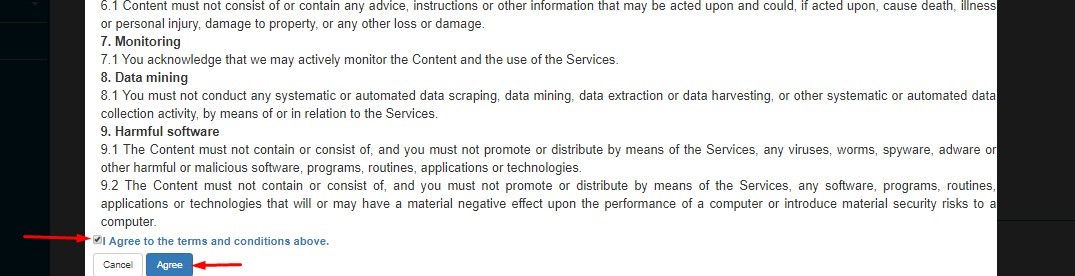 6.1 Content must not consist of or contain any advice, instructions or other information that may be acted upon and could, if acted upon, cause death, illness
or personal injury, damage to property, or any other loss or damage.
7. Monitoring
7.1 You acknowledge that we may actively monitor the Content and the use of the Services.
8. Data mining
8.1 You must not conduct any systematic or automated data scraping, data mining, data extraction or data harvesting, or other systematic or automated data
collection activity, by means of or in relation to the Services.
9. Harmful software
9.1 The Content must not contain or consist of, and you must not promote or distribute by means of the Services, any viruses, worms, spyware, adware or
other harmful or malicious software, programs, routines, applications or technologies.
9.2 The Content must not contain or consist of, and you must not promote or distribute by means of the Services, any software, programs, routines,
applications or technologies that will or may have a material negative effect upon the performance of a computer or introduce material security risks to a
computer.
I Agree to the terms and conditions above.
Cancel Agree